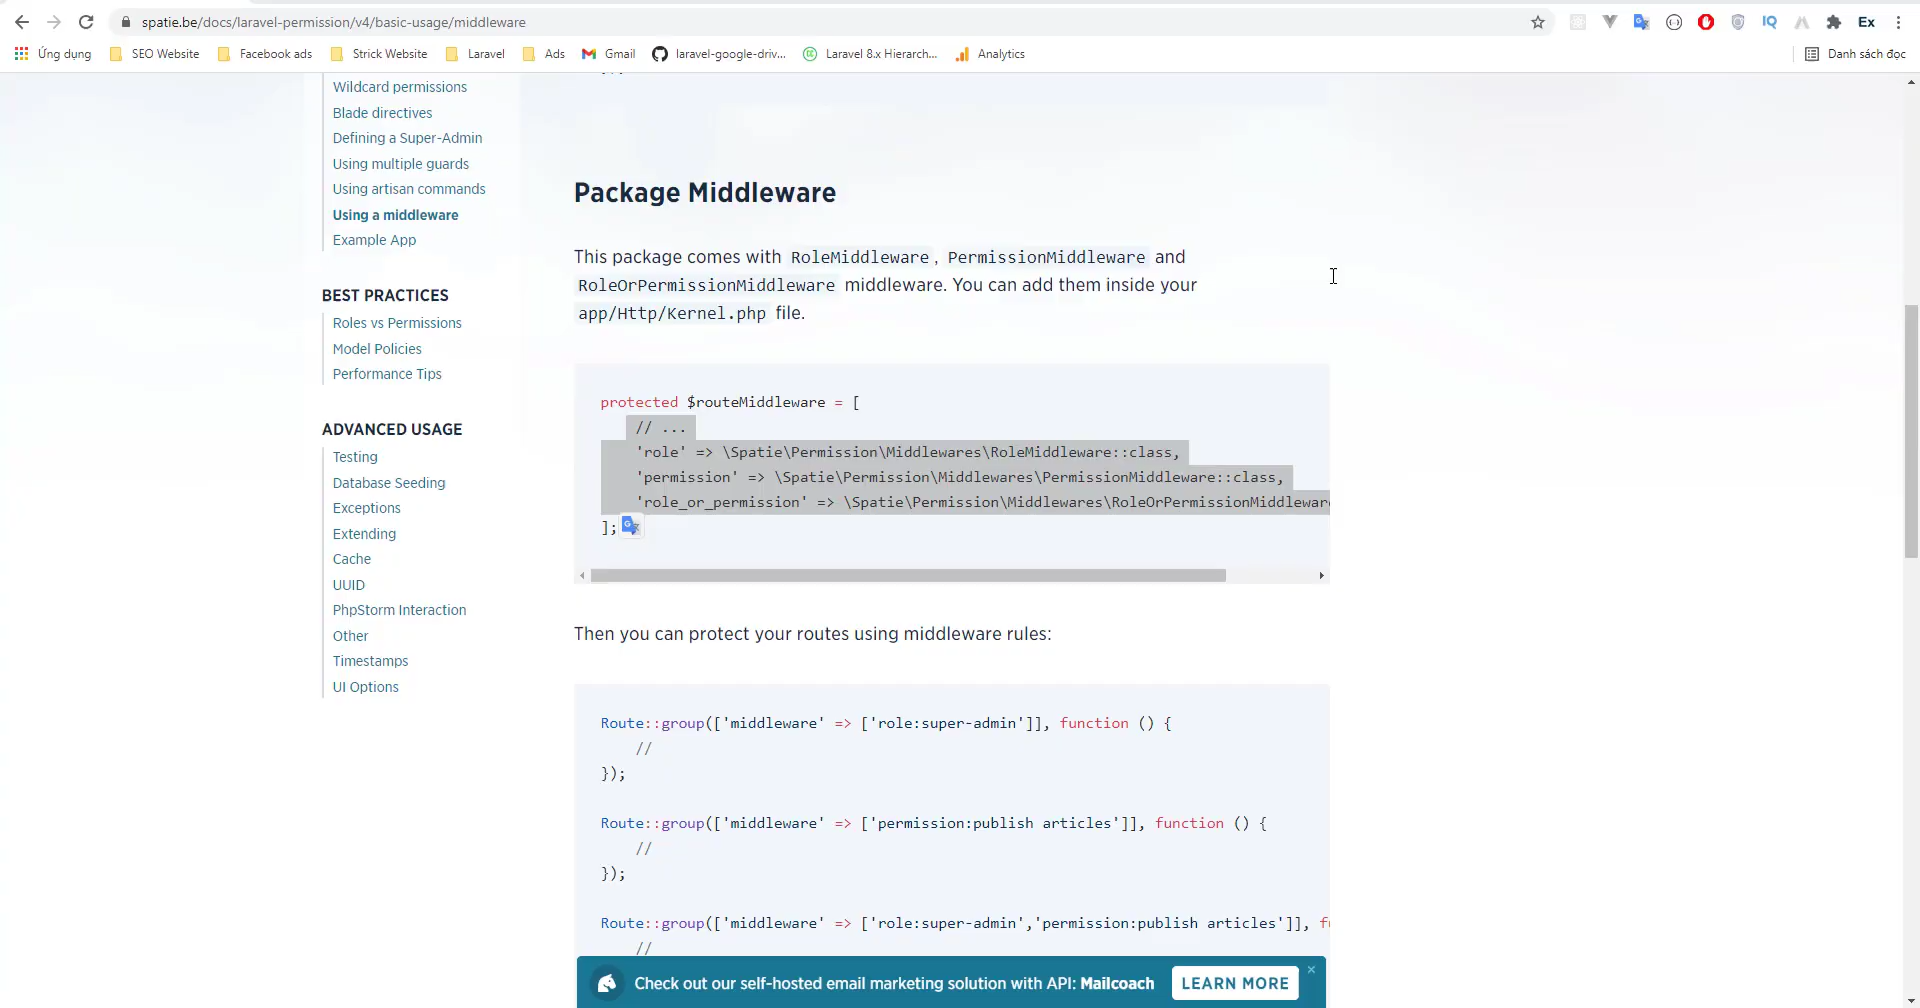 spatie.be/docs/laravel-permission/v4/basic-usage/middleware
IQ
Ex
Ứng dụng
SEO Website
Facebook ads
Strick Website
Laravel
Ads
Gmail
laravel-google-driv...
Laravel 8.x Hierarch...
Analytics
Danh sách đọc
Wildcard permissions
Blade directives
Defining a Super-Admin
Using multiple guards
Using artisan commands
Using a middleware
Example App
BEST PRACTICES
Roles vs Permissions
Model Policies
Performance Tips
ADVANCED USAGE
Testing
Database Seeding
Exceptions
Extending
Cache
UUID
PhpStorm Interaction
Other
Timestamps
UI Options
Package Middleware
This package comes with RoleMiddleware, PermissionMiddleware and
RoleOrPermissionMiddleware middleware. You can add them inside your
app/Http/Kernel.php file.
protected $routeMiddleware = [
// ...
'role' => \Spatie\Permission\Middlewares\RoleMiddleware::class,
'permission' => \Spatie\Permission\Middlewares\PermissionMiddleware::class,
'role_or_permission' => \Spatie\Permission\Middlewares\RoleOrPermissionMiddleware
];
Then you can protect your routes using middleware rules:
Route::group(['middleware' => ['role:super-admin']], function () {
//
});
Route::group(['middleware' => ['permission:publish articles']], function () {
//
});
Route::group(['middleware' => ['role:super-admin','permission:publish articles']], f
//
Check out our self-hosted email marketing solution with API: Mailcoach
LEARN MORE